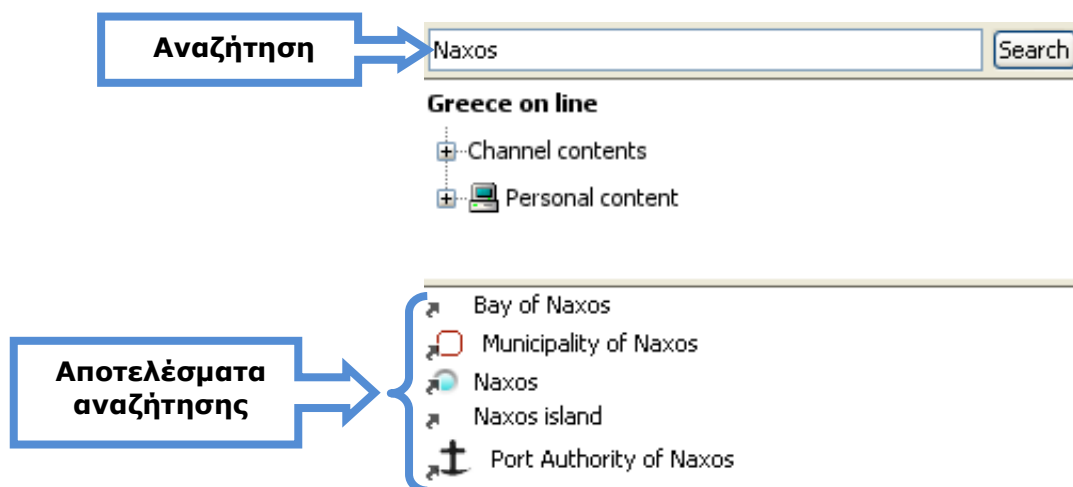 Αναζήτηση
Naxos
Search
Greece on line
Channel contents
Personal content
Αποτελέσματα
αναζήτησης
Bay of Naxos
Municipality of Naxos
Naxos
Naxos island
Port Authority of Naxos